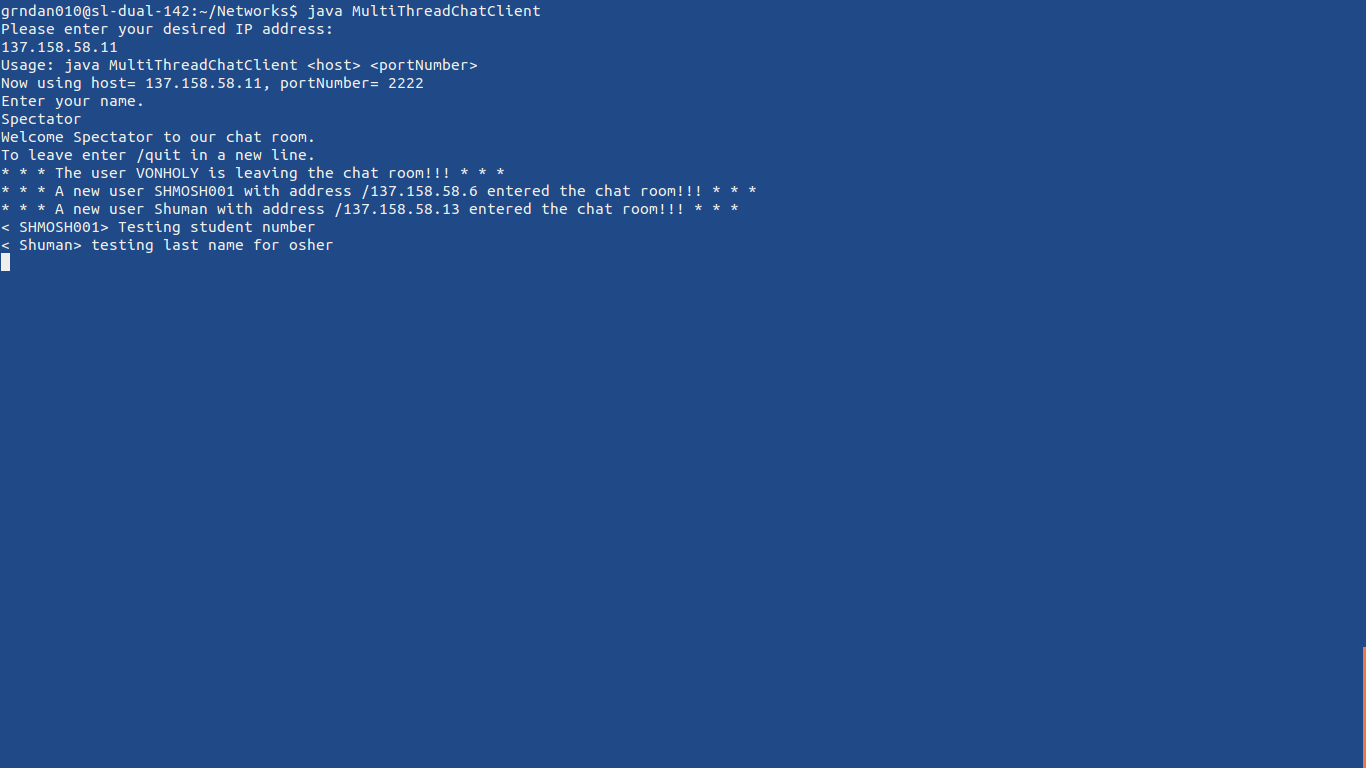 grndan010@sl-dual-142:~/Networks$ java MultiThreadChatClient
Please enter your desired IP address:
137.158.58.11
Usage: java MultiThreadChatClient <host> <portNumber>
Now using host= 137.158.58.11, portNumber= 2222
Enter your name.
Spectator
Welcome Spectator to our chat room.
To leave enter /quit in a new line.
* * * The user VONHOLY is leaving the chat room!!! * * *
* * * A new user SHMOSH001 with address /137.158.58.6 entered the chat room!!! * * *
* * * A new user Shuman with address /137.158.58.13 entered the chat room!!! * * *
< SHMOSH001> Testing student number
< Shuman> testing last name for osher